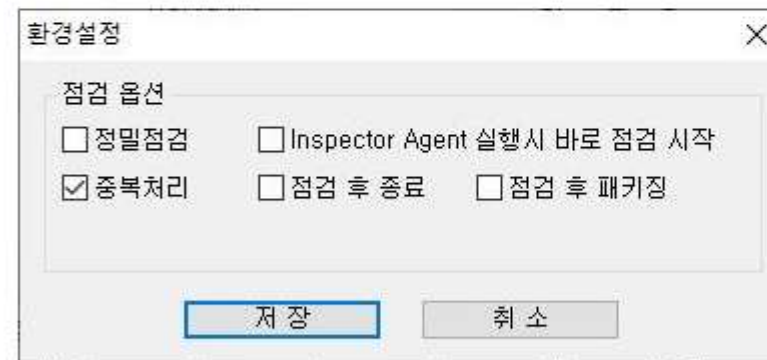 환경설정
점검 옵션
정밀점검 Inspector Agent 실행시 바로 점검 시작
중복처리 점검 후 종료 점검 후 패키징
저 장 취 소